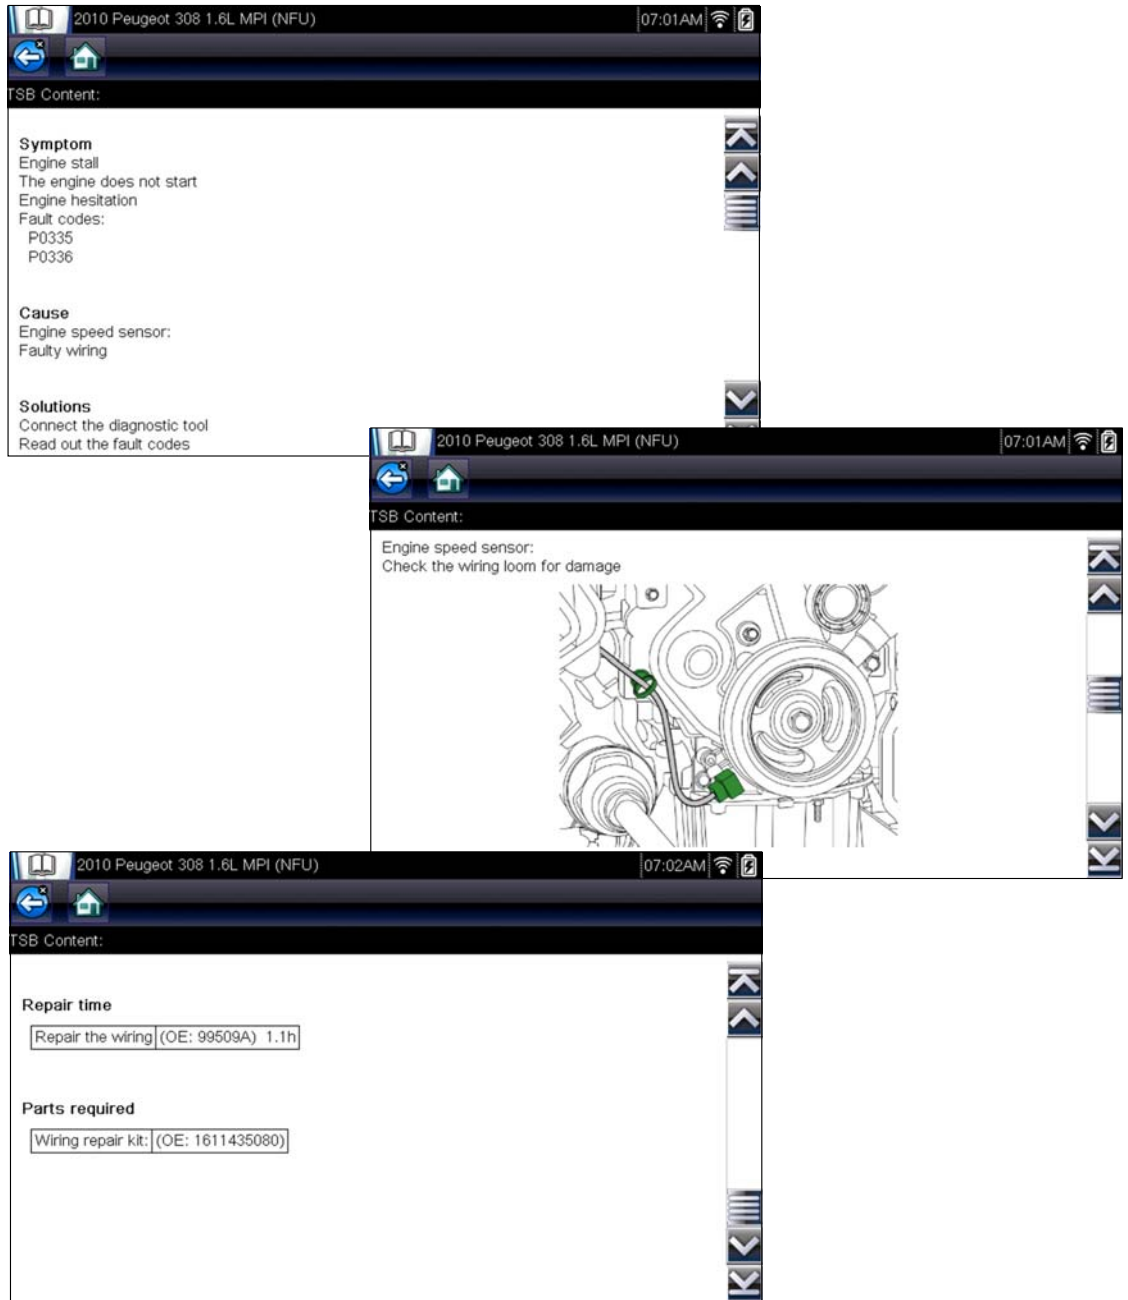 2010 Peugeot 308 1.6L MPI (NFU) 07:01AM
TSB Content:
Symptom
Engine stall
The engine does not start
Engine hesitation
Fault codes:
P0335
P0336
Cause
Engine speed sensor:
Faulty wiring
Solutions
Connect the diagnostic tool
Read out the fault codes
2010 Peugeot 308 1.6L MPI (NFU) 07:01AM
TSB Content:
Engine speed sensor:
Check the wiring loom for damage
2010 Peugeot 308 1.6L MPI (NFU) 07:02AM
TSB Content:
Repair time
Repair the wiring (OE: 99509A) 1.1h
Parts required
Wiring repair kit: (OE: 1611435080)